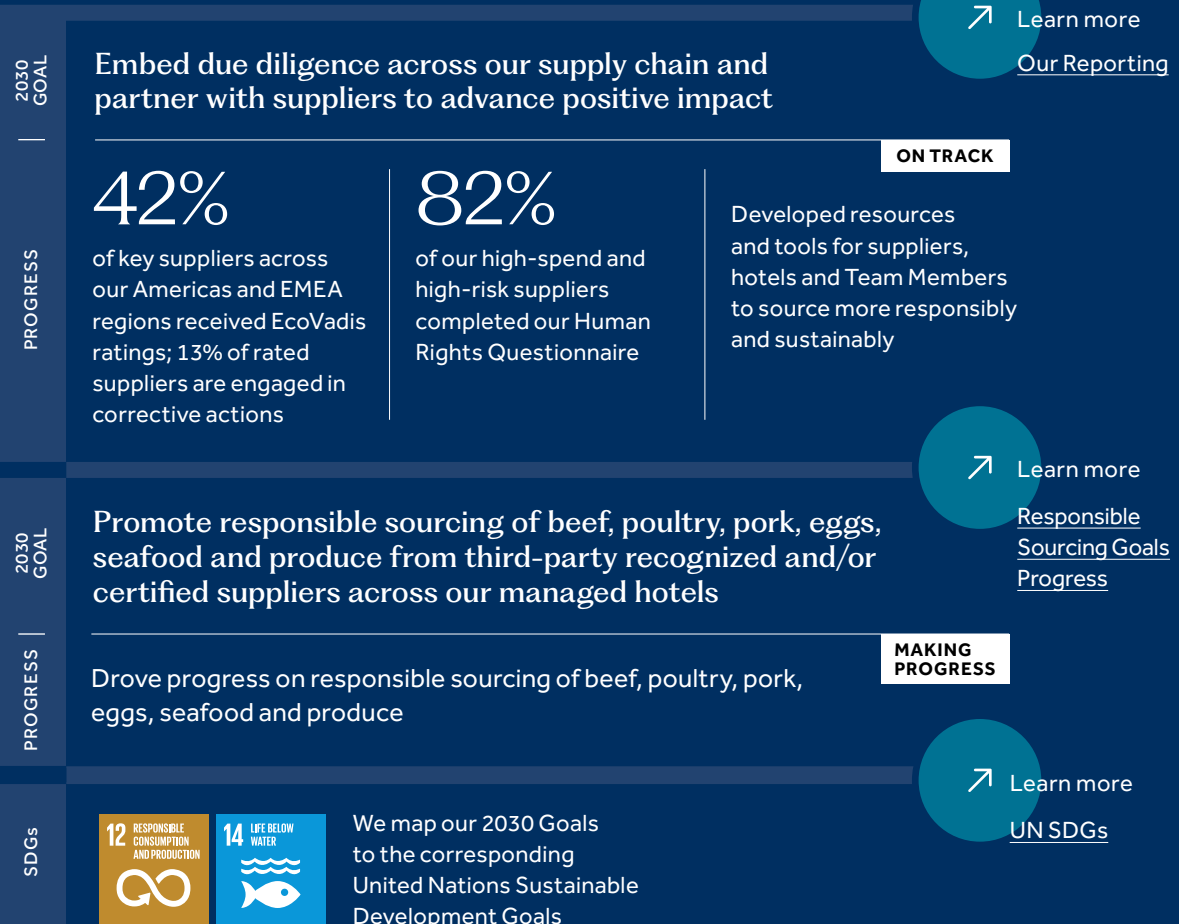 Learn more
Our Reporting
2030
GOAL
Embed due diligence across our supply chain and
partner with suppliers to advance positive impact
ON TRACK
PROGRESS
42%
of key suppliers across
our Americas and EMEA
regions received EcoVadis
ratings; 13% of rated
suppliers are engaged in
corrective actions
82%
of our high-spend and
high-risk suppliers
completed our Human
Rights Questionnaire
Developed resources
and tools for suppliers,
hotels and Team Members
to source more responsibly
and sustainably
Learn more
Responsible
Sourcing Goals
Progress
2030
GOAL
Promote responsible sourcing of beef, poultry, pork, eggs,
seafood and produce from third-party recognized and/or
certified suppliers across our managed hotels
MAKING
PROGRESS
PROGRESS
Drove progress on responsible sourcing of beef, poultry, pork,
eggs, seafood and produce
Learn more
UN SDGs
SDGs
12 RESPONSIBLE
CONSUMPTION
AND PRODUCTION
14 LIFE BELOW
WATER
We map our 2030 Goals
to the corresponding
United Nations Sustainable
Development Goals